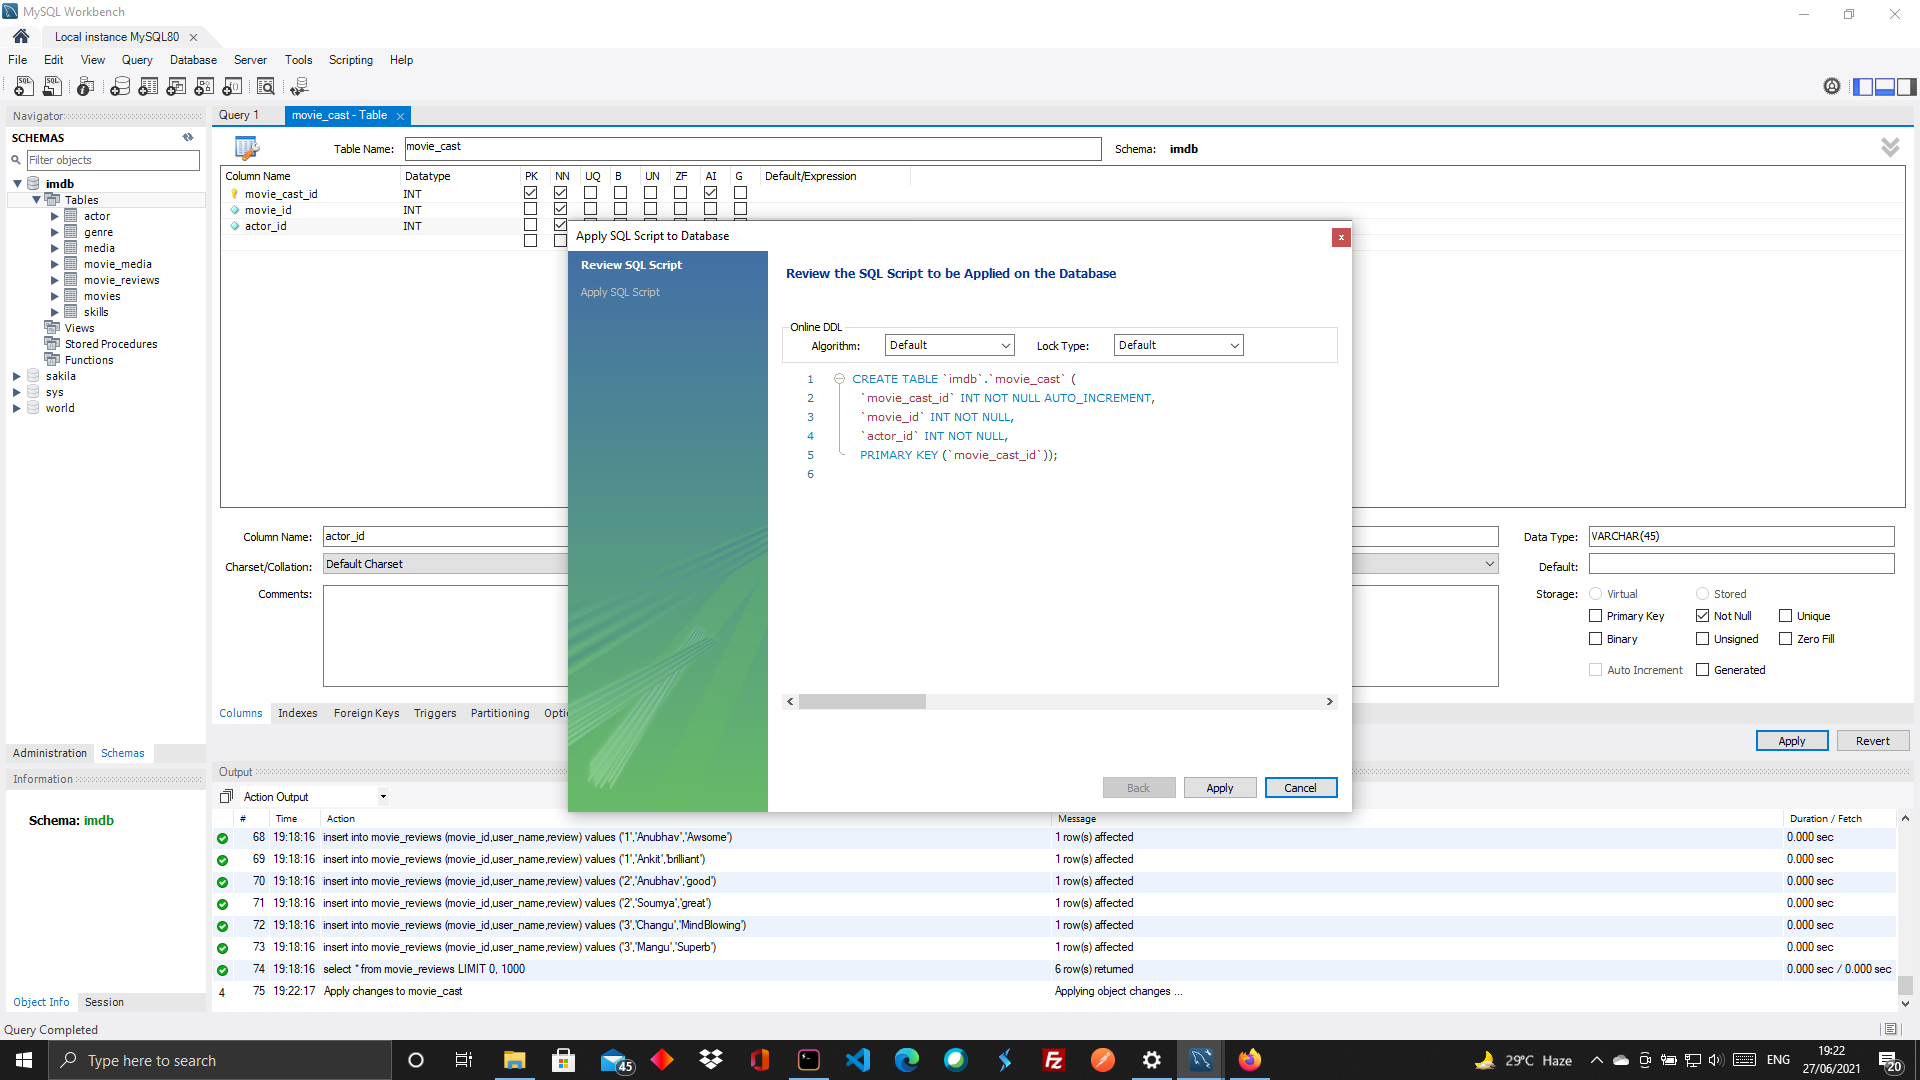 MySQL Workbench
Local instance MySQL80
File Edit View Query Database Server Tools Scripting Help
Navigator
SCHEMAS
Filter objects
imdb
Tables
actor
genre
media
movie_media
movie_reviews
movies
skills
Views
Stored Procedures
Functions
sakila
sys
world
Administration Schemas
Information
Schema: imdb
Object Info Session
Query 1 movie_cast - Table
Table Name: movie_cast Schema: imdb
Column Name Datatype PK NN UQ B UN ZF AI G Default/Expression
movie_cast_id INT
movie_id INT
actor_id INT
Apply SQL Script to Database
Review SQL Script
Apply SQL Script
Review the SQL Script to be Applied on the Database
Online DDL
Algorithm: Default Lock Type: Default
1 CREATE TABLE `imdb`.`movie_cast` (
2 `movie_cast_id` INT NOT NULL AUTO_INCREMENT,
3 `movie_id` INT NOT NULL,
4 `actor_id` INT NOT NULL,
5 PRIMARY KEY (`movie_cast_id`));
6
Back Apply Cancel
Column Name: actor_id Data Type: VARCHAR(45)
Charset/Collation: Default Charset Default:
Comments: Storage: Virtual Stored
Primary Key Not Null Unique
Binary Unsigned Zero Fill
Auto Increment Generated
Columns Indexes Foreign Keys Triggers Partitioning
Apply Revert
Output
Action Output
# Time Action Message Duration / Fetch
68 19:18:16 insert into movie_reviews (movie_id,user_name,review) values ('1','Anubhav','Awsome') 1 row(s) affected 0.000 sec
69 19:18:16 insert into movie_reviews (movie_id,user_name,review) values ('1','Ankit','brilliant') 1 row(s) affected 0.000 sec
70 19:18:16 insert into movie_reviews (movie_id,user_name,review) values ('2','Anubhav','good') 1 row(s) affected 0.000 sec
71 19:18:16 insert into movie_reviews (movie_id,user_name,review) values ('2','Soumya','great') 1 row(s) affected 0.000 sec
72 19:18:16 insert into movie_reviews (movie_id,user_name,review) values ('3','Changu','MindBlowing') 1 row(s) affected 0.000 sec
73 19:18:16 insert into movie_reviews (movie_id,user_name,review) values ('3','Mangu','Superb') 1 row(s) affected 0.000 sec
74 19:18:16 select * from movie_reviews LIMIT 0, 1000 6 row(s) returned 0.000 sec / 0.000 sec
4 75 19:22:17 Apply changes to movie_cast Applying object changes ...
Query Completed
Type here to search 45 29°C Haze ENG 19:22
27/06/2021 20